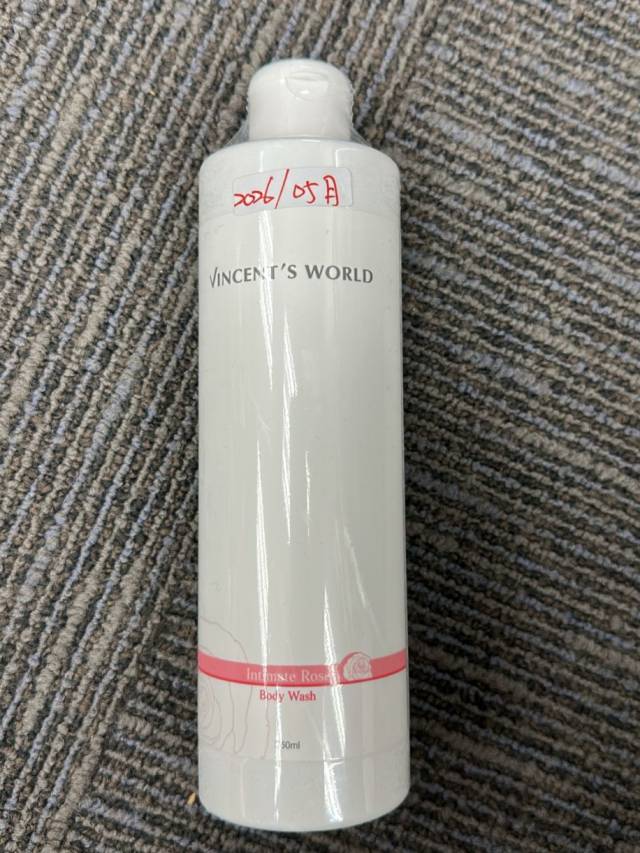 2026/05月
VINCENT'S WORLD
Intimate Rose
Body Wash